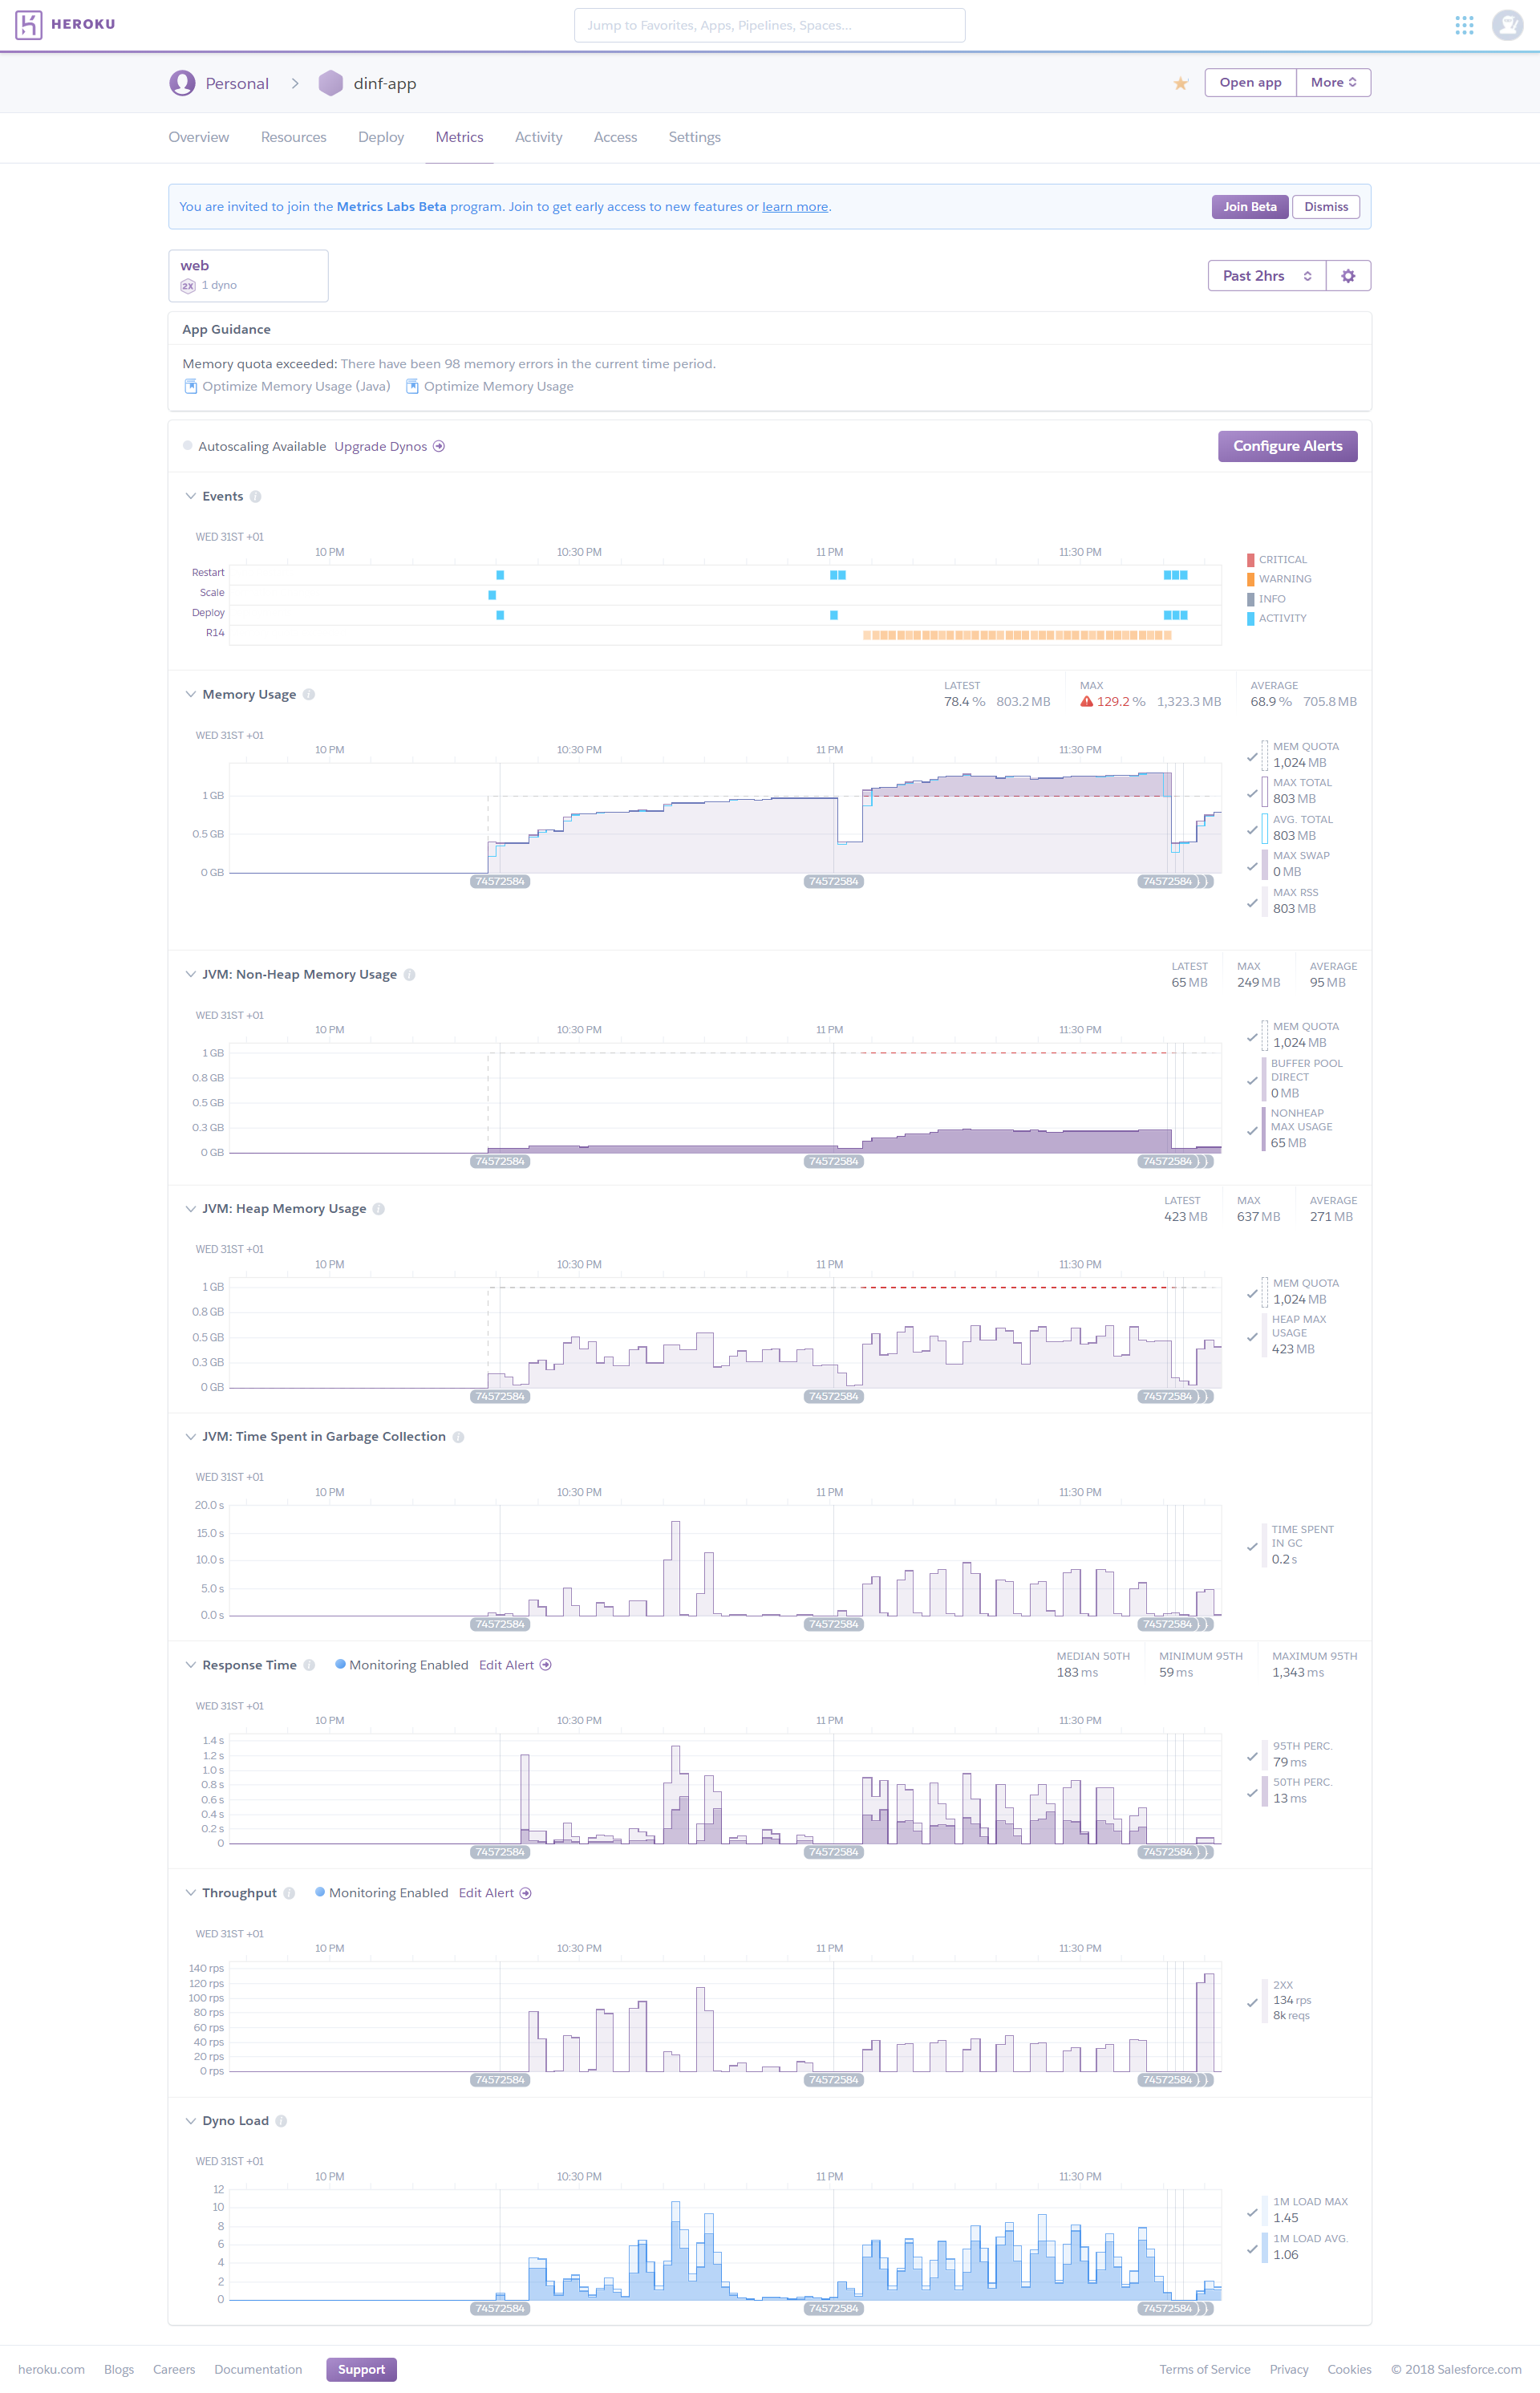 HEROKU
Jump to Favorites, Apps, Pipelines, Spaces...
Personal dinf-app Open app More
Overview Resources Deploy Metrics Activity Access Settings
You are invited to join the Metrics Labs Beta program. Join to get early access to new features or learn more. Join Beta Dismiss
web
2X 1 dyno
Past 2hrs
App Guidance
Memory quota exceeded: There have been 98 memory errors in the current time period.
Optimize Memory Usage (Java) Optimize Memory Usage
Autoscaling Available Upgrade Dynos Configure Alerts
Events
WED 31ST +01
10 PM 10:30 PM 11 PM 11:30 PM
Restart
Scale
Deploy
R14
CRITICAL
WARNING
INFO
ACTIVITY
Memory Usage
LATEST MAX AVERAGE
78.4 % 803.2 MB 129.2 % 1,323.3 MB 68.9 % 705.8 MB
WED 31ST +01
10 PM 10:30 PM 11 PM 11:30 PM
1 GB
0.5 GB
0 GB
74572584 74572584 74572584
MEM QUOTA
1,024 MB
MAX TOTAL
803 MB
AVG. TOTAL
803 MB
MAX SWAP
0 MB
MAX RSS
803 MB
JVM: Non-Heap Memory Usage
LATEST MAX AVERAGE
65 MB 249 MB 95 MB
WED 31ST +01
10 PM 10:30 PM 11 PM 11:30 PM
1 GB
0.8 GB
0.5 GB
0.3 GB
0 GB
74572584 74572584 74572584
MEM QUOTA
1,024 MB
BUFFER POOL
DIRECT
0 MB
NONHEAP
MAX USAGE
65 MB
JVM: Heap Memory Usage
LATEST MAX AVERAGE
423 MB 637 MB 271 MB
WED 31ST +01
10 PM 10:30 PM 11 PM 11:30 PM
1 GB
0.8 GB
0.5 GB
0.3 GB
0 GB
74572584 74572584 74572584
MEM QUOTA
1,024 MB
HEAP MAX
USAGE
423 MB
JVM: Time Spent in Garbage Collection
WED 31ST +01
10 PM 10:30 PM 11 PM 11:30 PM
20.0 s
15.0 s
10.0 s
5.0 s
0.0 s
74572584 74572584 74572584
TIME SPENT
IN GC
0.2 s
Response Time Monitoring Enabled Edit Alert
MEDIAN 50TH MINIMUM 95TH MAXIMUM 95TH
183 ms 59 ms 1,343 ms
WED 31ST +01
10 PM 10:30 PM 11 PM 11:30 PM
1.4 s
1.2 s
1.0 s
0.8 s
0.6 s
0.4 s
0.2 s
0
74572584 74572584 74572584
95TH PERC.
79 ms
50TH PERC.
13 ms
Throughput Monitoring Enabled Edit Alert
WED 31ST +01
10 PM 10:30 PM 11 PM 11:30 PM
140 rps
120 rps
100 rps
80 rps
60 rps
40 rps
20 rps
0 rps
74572584 74572584 74572584
2XX
134 rps
8k reqs
Dyno Load
WED 31ST +01
10 PM 10:30 PM 11 PM 11:30 PM
12
10
8
6
4
2
0
74572584 74572584 74572584
1M LOAD MAX
1.45
1M LOAD AVG.
1.06
heroku.com Blogs Careers Documentation Support Terms of Service Privacy Cookies © 2018 Salesforce.com